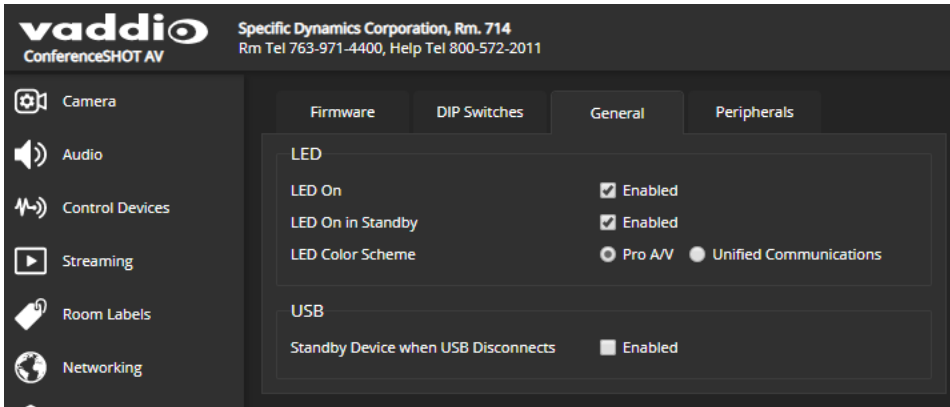 vaddio
ConferenceSHOT AV
Specific Dynamics Corporation, Rm. 714
Rm Tel 763-971-4400, Help Tel 800-572-2011
Camera
Audio
Control Devices
Streaming
Room Labels
Networking
Firmware DIP Switches General Peripherals
LED
LED On Enabled
LED On in Standby Enabled
LED Color Scheme Pro A/V Unified Communications
USB
Standby Device when USB Disconnects Enabled